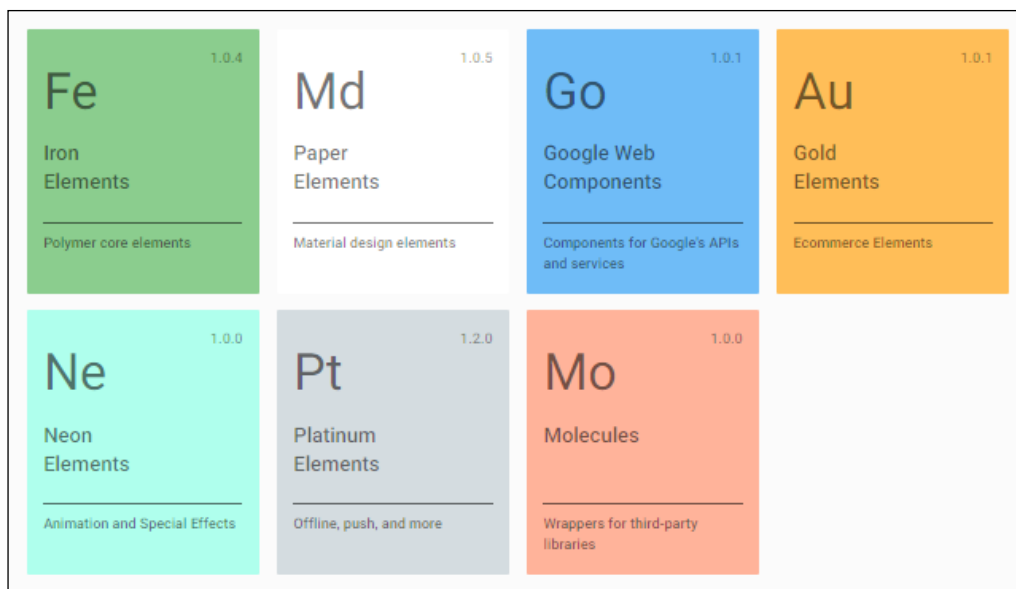 1.0.4
Fe
Iron
Elements
Polymer core elements
1.0.5
Md
Paper
Elements
Material design elements
1.0.1
Go
Google Web
Components
Components for Google's APIs
and services
1.0.1
Au
Gold
Elements
Ecommerce Elements
1.0.0
Ne
Neon
Elements
Animation and Special Effects
1.2.0
Pt
Platinum
Elements
Offline, push, and more
1.0.0
Mo
Molecules
Wrappers for third-party
libraries